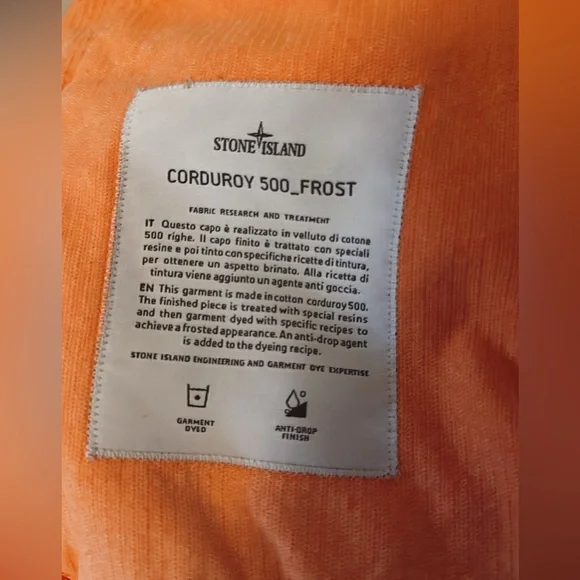 STONE ISLAND
CORDUROY 500_FROST
FABRIC RESEARCH AND TREATMENT
IT Questo capo è realizzato in velluto di cotone
500 righe. Il capo finito è trattato con speciali
resine e poi tinto con specifiche ricette di tintura,
per ottenere un aspetto brinato. Alla ricetta di
tintura viene aggiunto un agente anti goccia.
EN This garment is made in cotton corduroy 500.
The finished piece is treated with special resins
and then garment dyed with specific recipes to
achieve a frosted appearance. An anti-drop agent
is added to the dyeing recipe.
STONE ISLAND ENGINEERING AND GARMENT DYE EXPERTISE
GARMENT
DYED
ANTI-DROP
FINISH